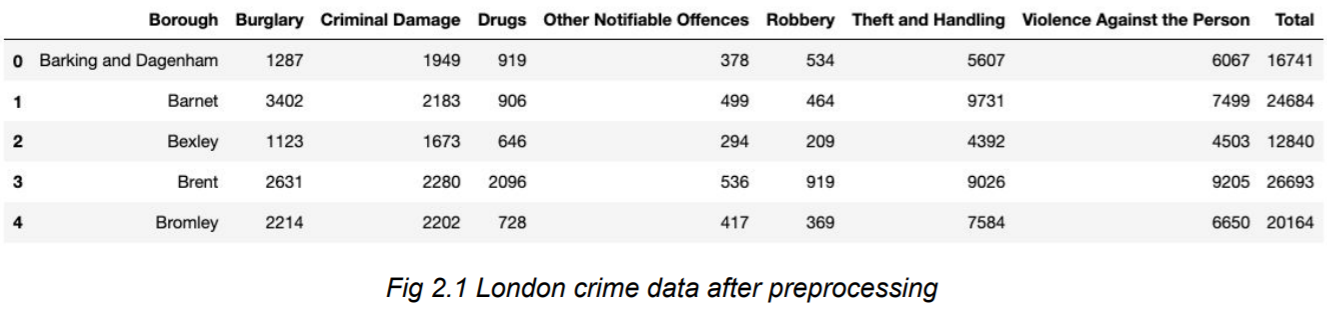 Borough Burglary Criminal Damage Drugs Other Notifiable Offences Robbery Theft and Handling Violence Against the Person Total
0 Barking and Dagenham 1287 1949 919 378 534 5607 6067 16741
1 Barnet 3402 2183 906 499 464 9731 7499 24684
2 Bexley 1123 1673 646 294 209 4392 4503 12840
3 Brent 2631 2280 2096 536 919 9026 9205 26693
4 Bromley 2214 2202 728 417 369 7584 6650 20164
Fig 2.1 London crime data after preprocessing